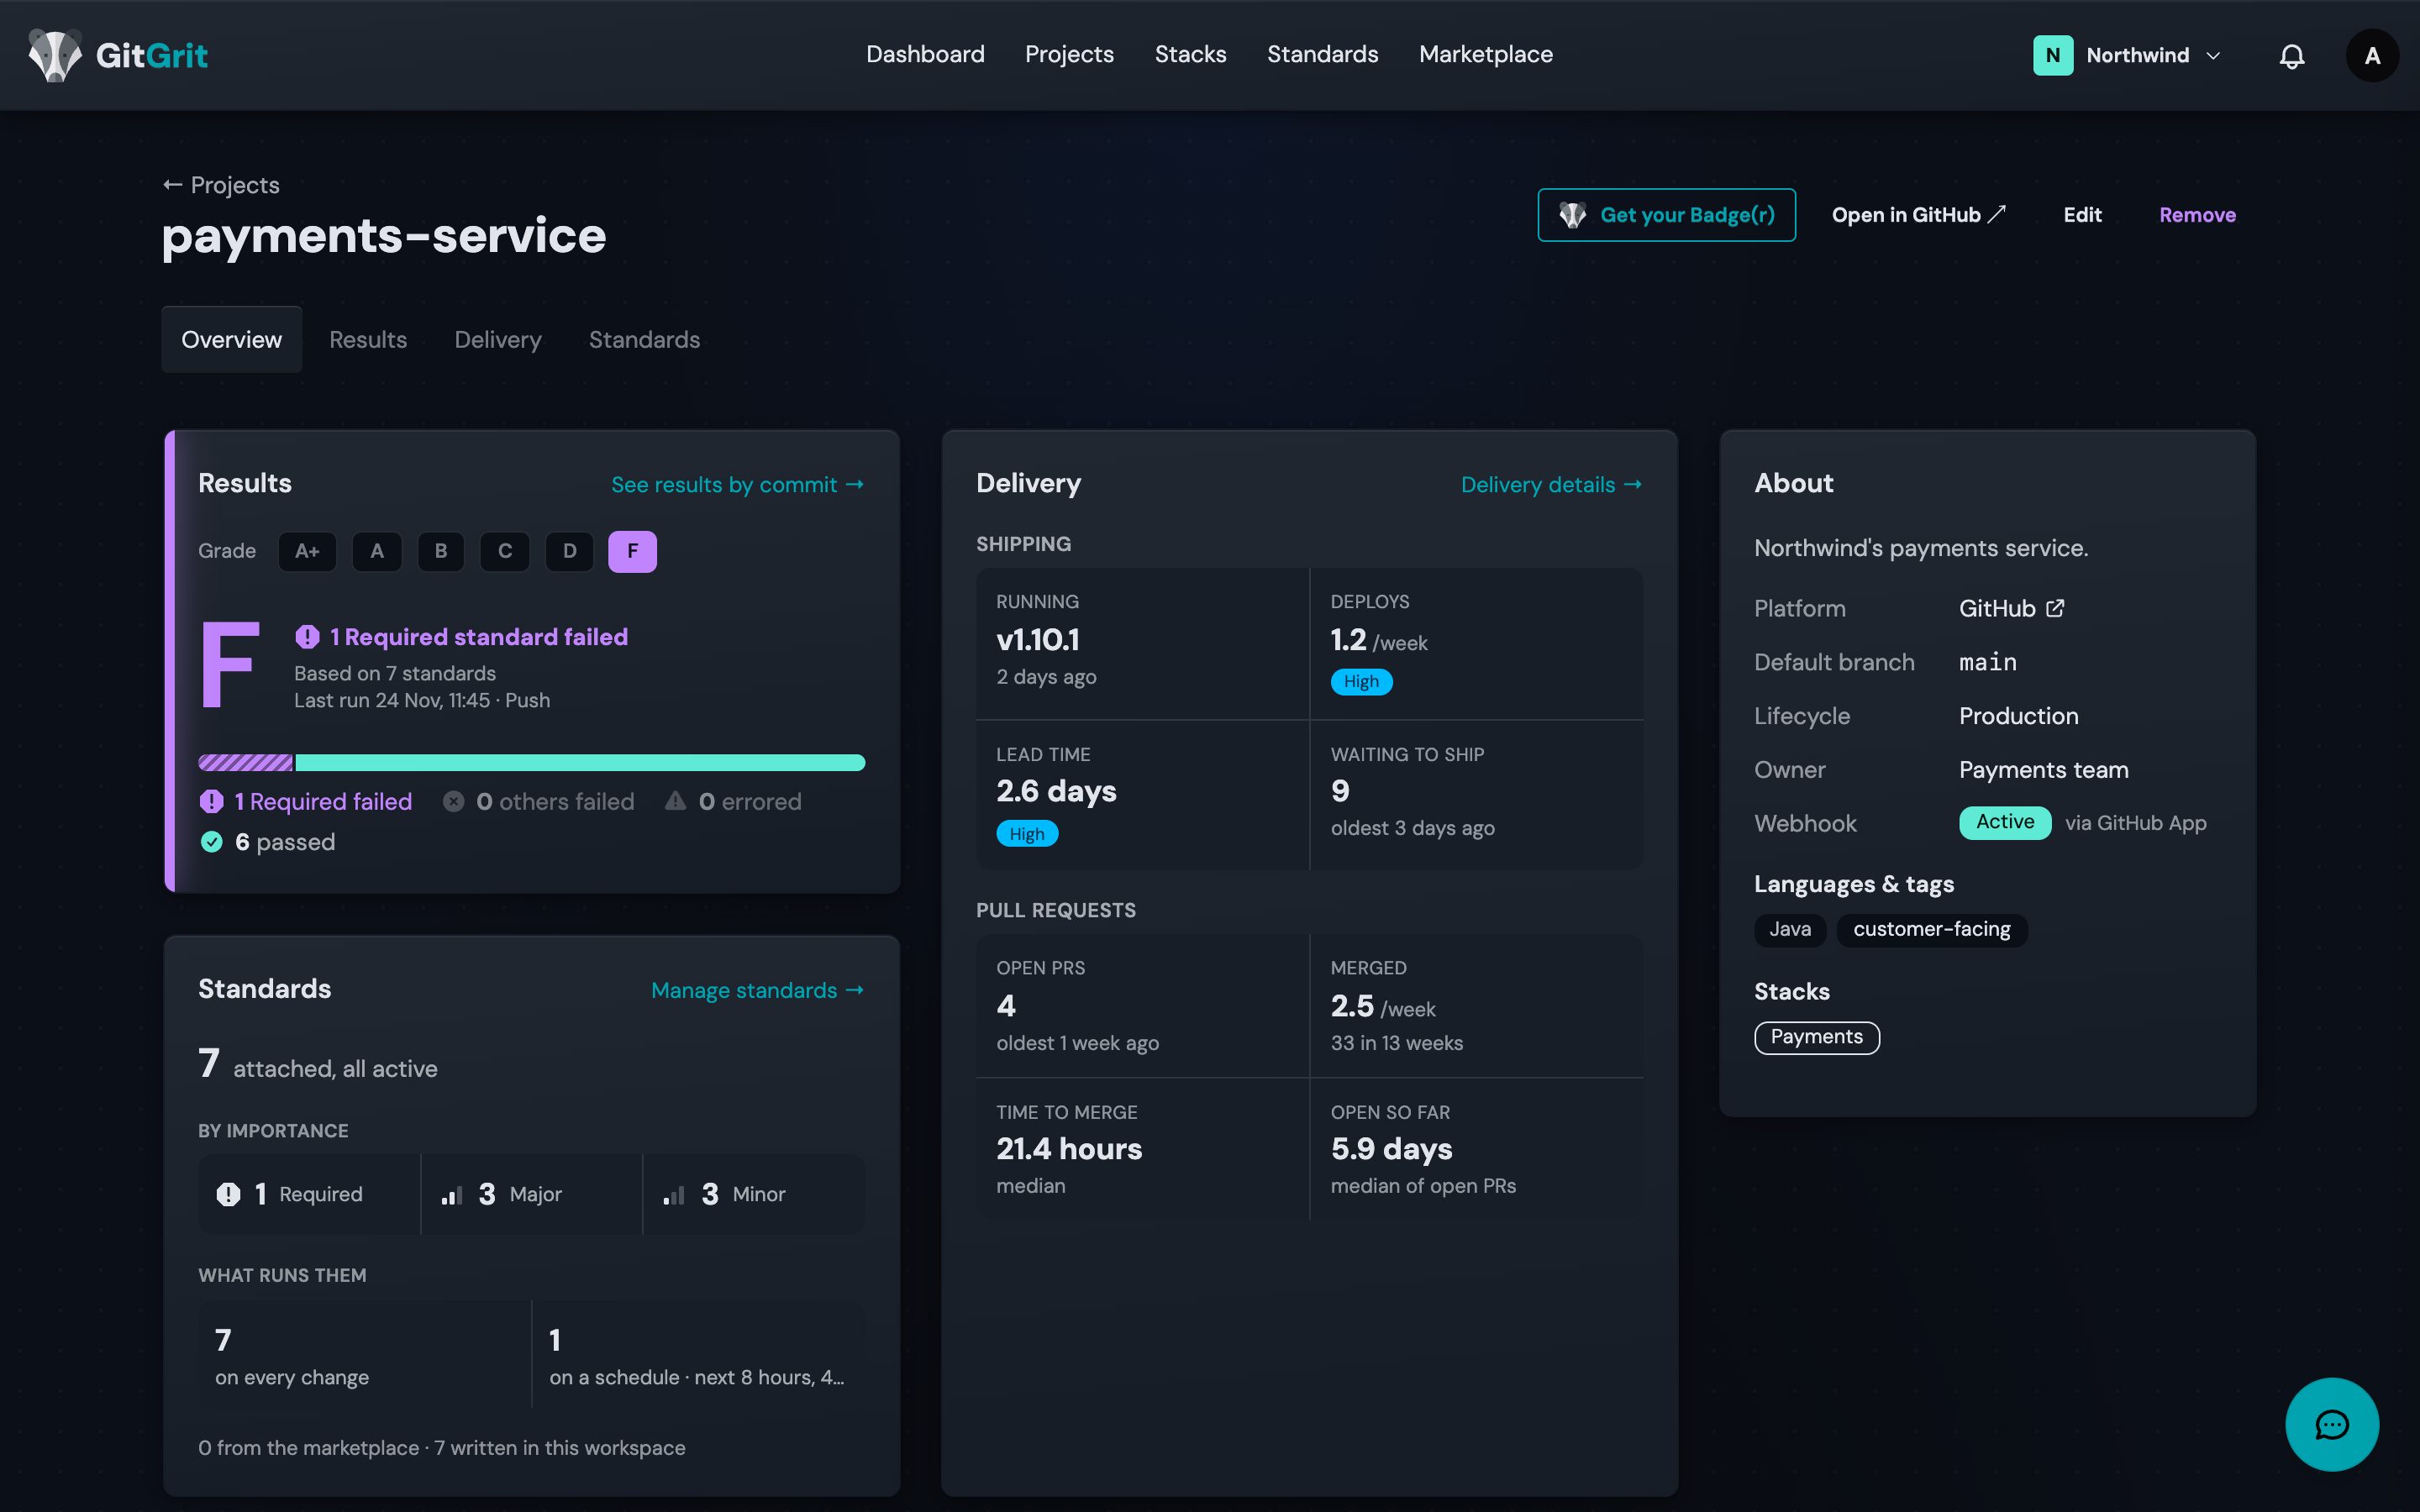 GitGrit
Dashboard
Projects
Stacks
Standards
Marketplace
N
Northwind
A
← Projects
payments-service
Get your Badge(r)
Open in GitHub ↗
Edit
Remove
Overview
Results
Delivery
Standards
Results
See results by commit →
Grade
A+
A
B
C
D
F
F
1 Required standard failed
Based on 7 standards
Last run 24 Nov, 11:45 · Push
1 Required failed
0 others failed
0 errored
6 passed
Standards
Manage standards →
7 attached, all active
BY IMPORTANCE
1 Required
3 Major
3 Minor
WHAT RUNS THEM
7
on every change
1
on a schedule · next 8 hours, 4...
0 from the marketplace · 7 written in this workspace
Delivery
Delivery details →
SHIPPING
RUNNING
v1.10.1
2 days ago
DEPLOYS
1.2 /week
High
LEAD TIME
2.6 days
High
WAITING TO SHIP
9
oldest 3 days ago
PULL REQUESTS
OPEN PRS
4
oldest 1 week ago
MERGED
2.5 /week
33 in 13 weeks
TIME TO MERGE
21.4 hours
median
OPEN SO FAR
5.9 days
median of open PRs
About
Northwind's payments service.
Platform
GitHub
Default branch
main
Lifecycle
Production
Owner
Payments team
Webhook
Active
via GitHub App
Languages & tags
Java
customer-facing
Stacks
Payments